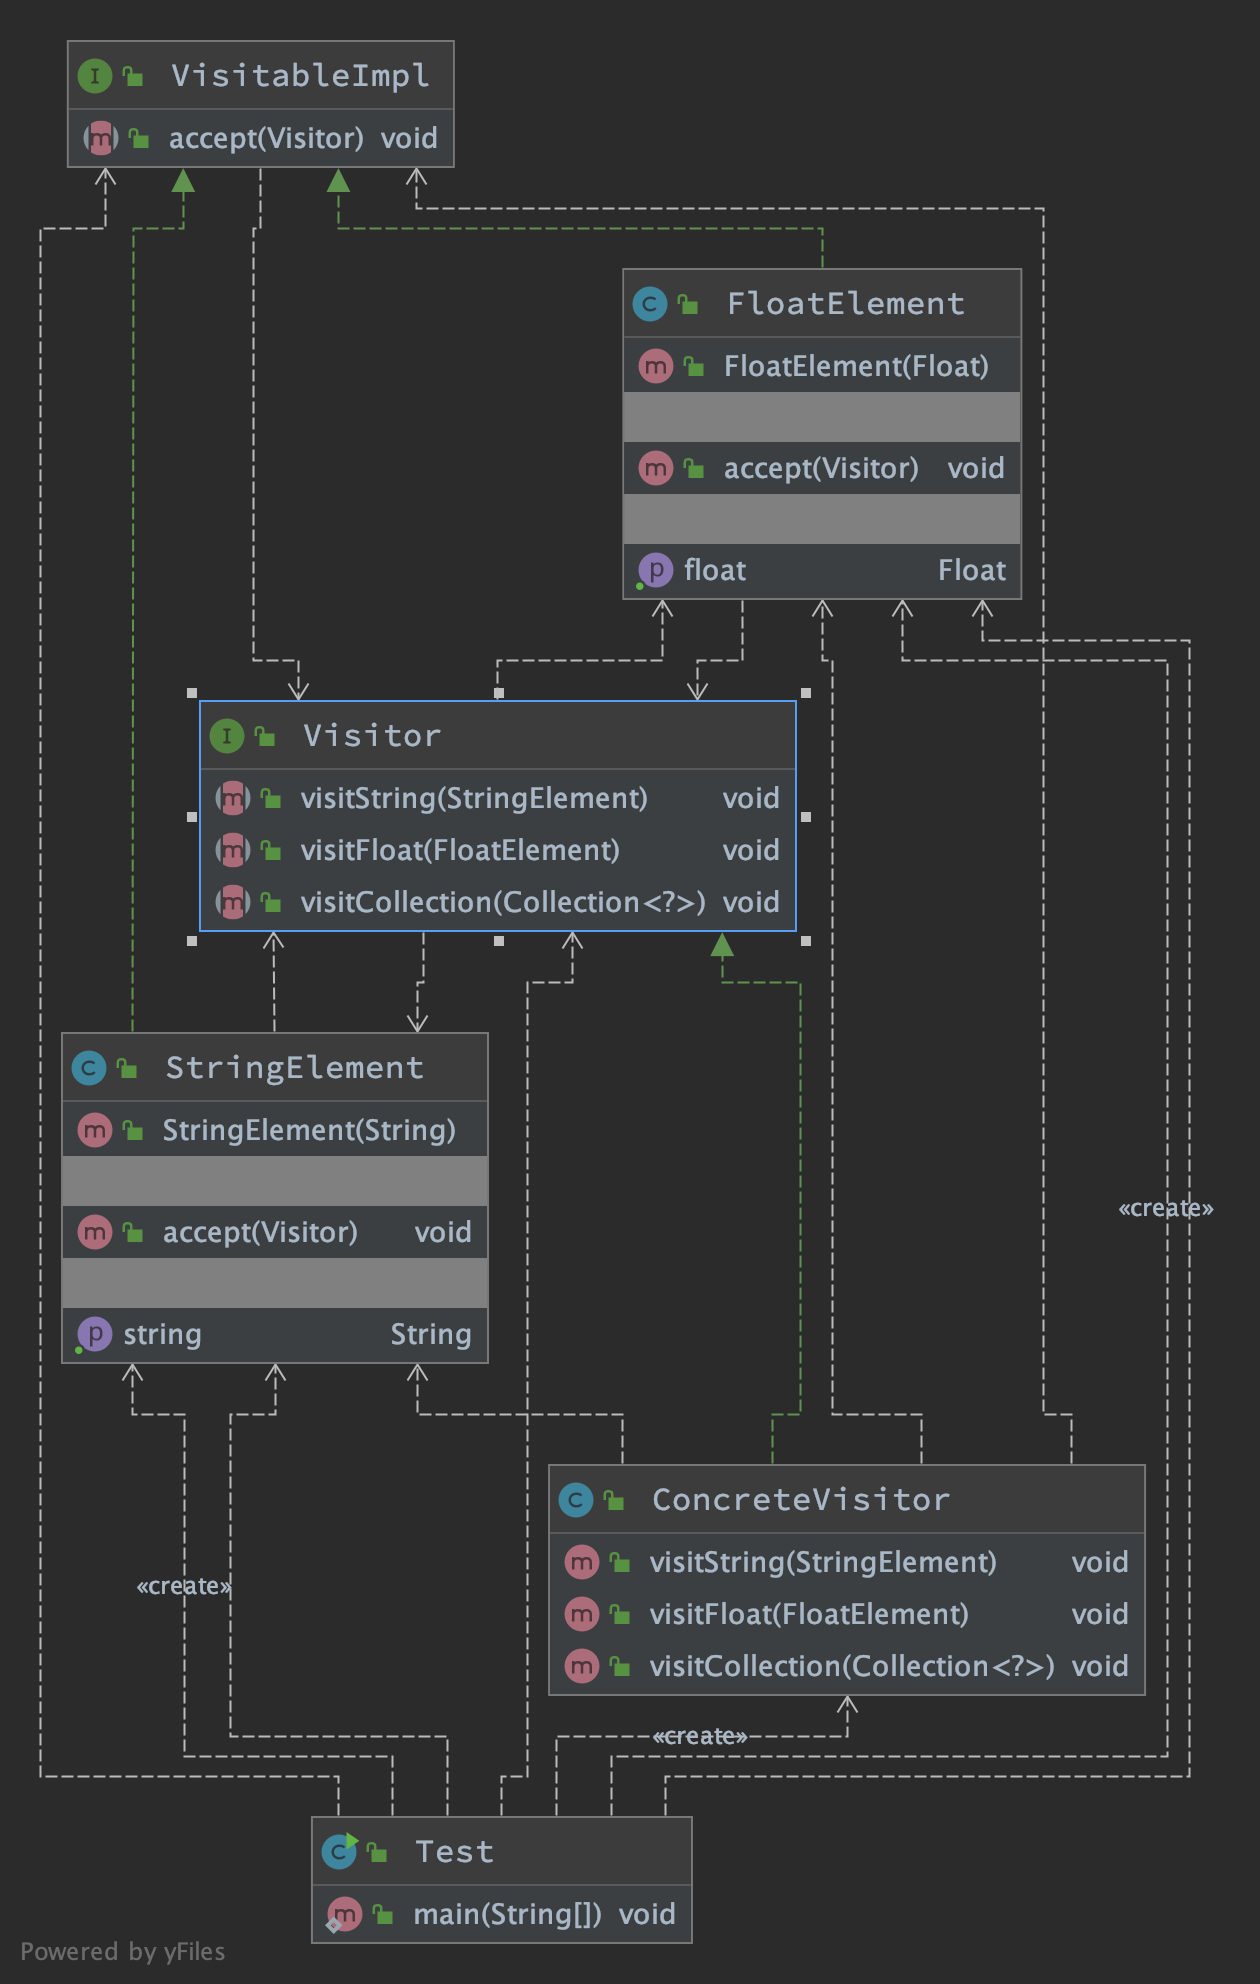 VisitableImpl
accept(Visitor) void
FloatElement
FloatElement(Float)
accept(Visitor) void
float Float
Visitor
visitString(StringElement) void
visitFloat(FloatElement) void
visitCollection(Collection<?>) void
StringElement
StringElement(String)
accept(Visitor) void
string String
«create»
ConcreteVisitor
visitString(StringElement) void
visitFloat(FloatElement) void
visitCollection(Collection<?>) void
«create»
«create»
Test
main(String[]) void
Powered by yFiles